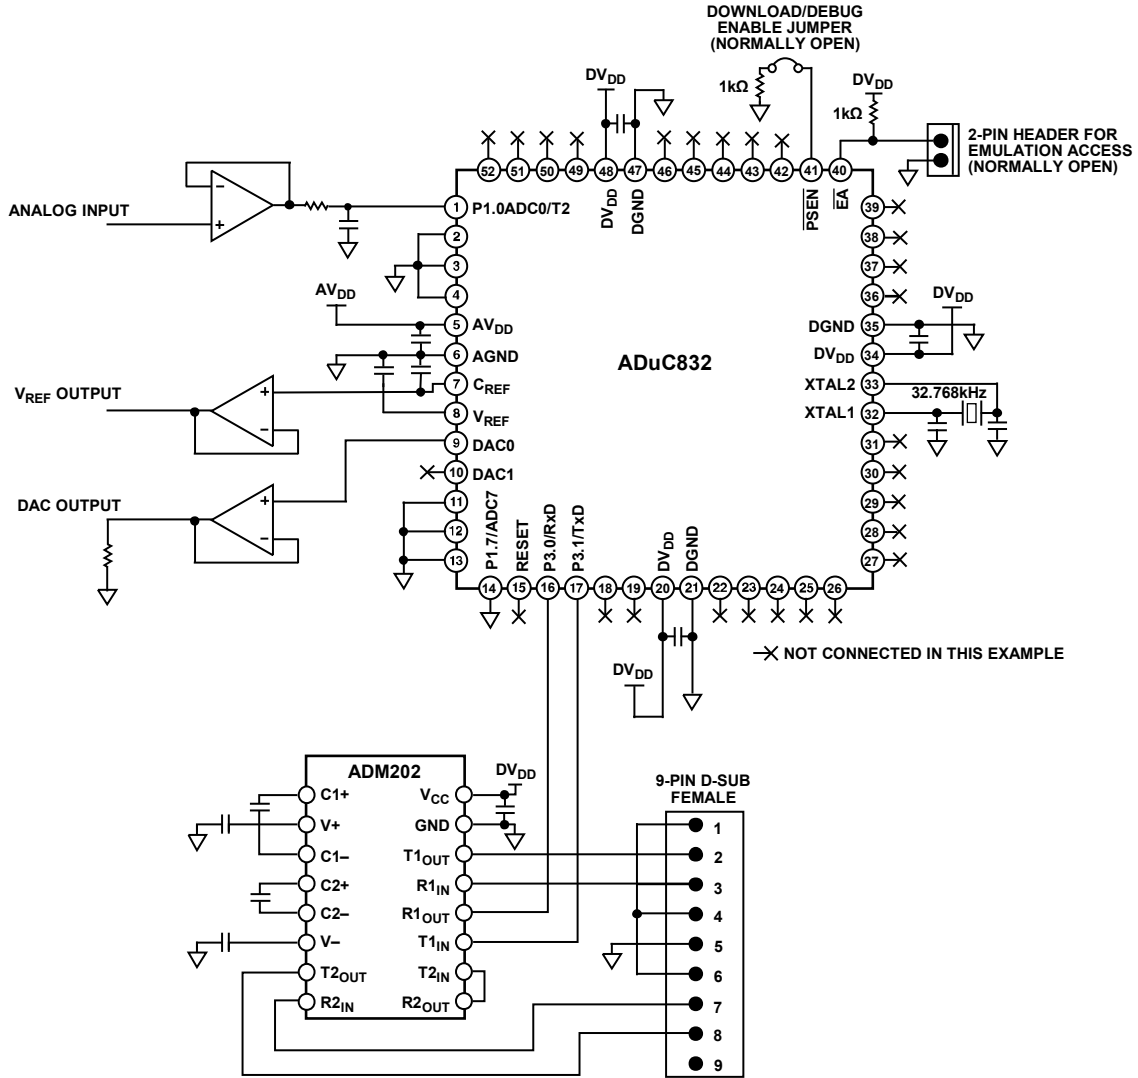 DOWNLOAD/DEBUG
ENABLE JUMPER
(NORMALLY OPEN)
DVDD
1kΩ
DVDD
1kΩ
2-PIN HEADER FOR
EMULATION ACCESS
(NORMALLY OPEN)
52 51 50 49 48 47 46 45 44 43 42 41 40
DVDD
DGND
PSEN
EA
ANALOG INPUT
1 P1.0ADC0/T2
2
3
4
AVDD
5 AVDD
6 AGND
7 CREF
VREF OUTPUT
8 VREF
9 DAC0
10 DAC1
DAC OUTPUT
11
12
13
ADuC832
39
38
37
36
DVDD
DGND 35
DVDD 34
XTAL2 33
32.768kHz
XTAL1 32
31
30
29
28
27
P1.7/ADC7
RESET
P3.0/RxD
P3.1/TxD
DVDD
DGND
14 15 16 17 18 19 20 21 22 23 24 25 26
NOT CONNECTED IN THIS EXAMPLE
DVDD
ADM202
DVDD
C1+ VCC
V+ GND
C1– T1OUT
C2+ R1IN
C2– R1OUT
V– T1IN
T2OUT T2IN
R2IN R2OUT
9-PIN D-SUB
FEMALE
1
2
3
4
5
6
7
8
9